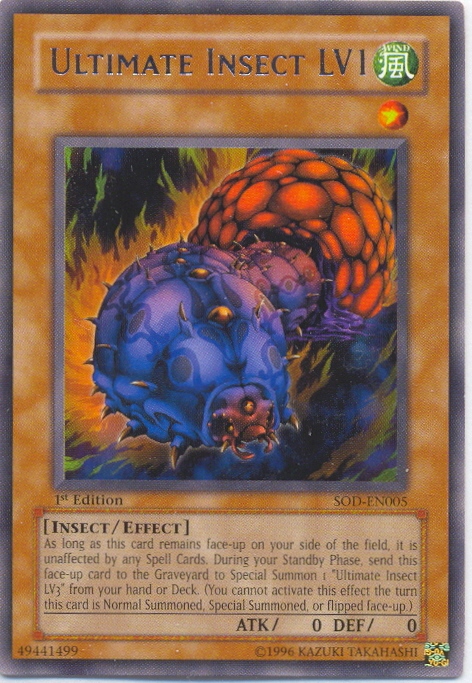 ULTIMATE INSECT LV1
WIND
風
1st Edition
SOD-EN005
[INSECT/EFFECT]
As long as this card remains face-up on your side of the field, it is
unaffected by any Spell Cards. During your Standby Phase, send this
face-up card to the Graveyard to Special Summon 1 "Ultimate Insect
LV3" from your hand or Deck. (You cannot activate this effect the turn
this card is Normal Summoned, Special Summoned, or flipped face-up.)
ATK/ 0 DEF/ 0
49441499
©1996 KAZUKI TAKAHASHI